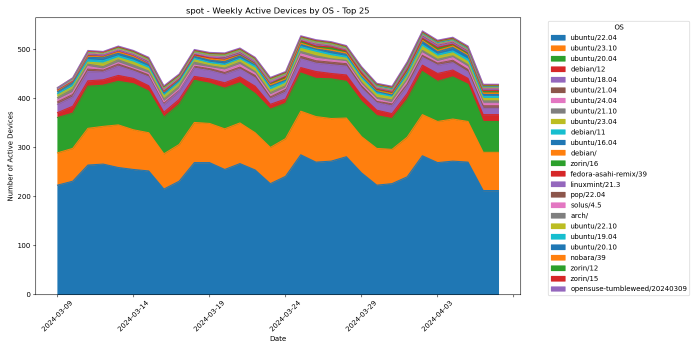 spot - Weekly Active Devices by OS - Top 25
Number of Active Devices
500
400
300
200
100
0
2024-03-09
2024-03-14
2024-03-19
2024-03-24
2024-03-29
2024-04-03
Date
OS
ubuntu/22.04
ubuntu/23.10
ubuntu/20.04
debian/12
ubuntu/18.04
ubuntu/21.04
ubuntu/24.04
ubuntu/21.10
ubuntu/23.04
debian/11
ubuntu/16.04
debian/
zorin/16
fedora-asahi-remix/39
linuxmint/21.3
pop/22.04
solus/4.5
arch/
ubuntu/22.10
ubuntu/19.04
ubuntu/20.10
nobara/39
zorin/12
zorin/15
opensuse-tumbleweed/20240309